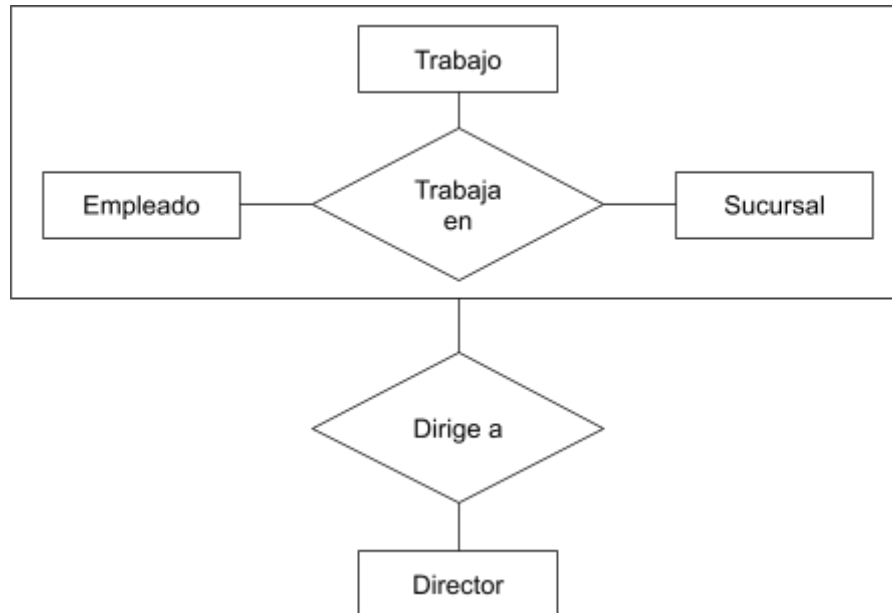 Trabajo
Empleado
Trabaja
en
Sucursal
Dirige a
Director